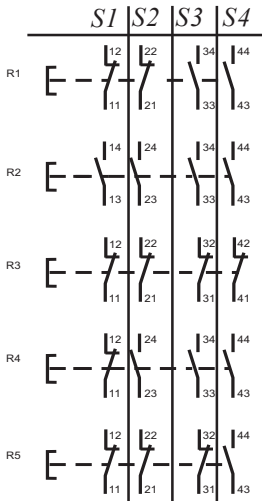 S1 S2 S3 S4
12 22 34 44
R1
11 21 33 43
14 24 34 44
R2
13 23 33 43
12 22 32 42
R3
11 21 31 41
12 24 34 44
R4
11 23 33 43
12 22 32 44
R5
11 21 31 43